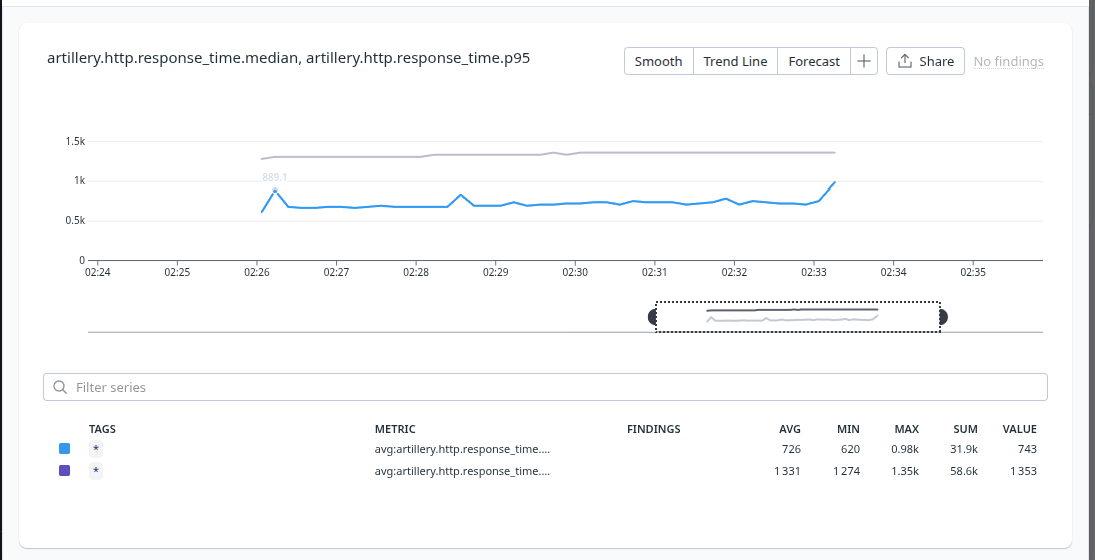 artillery.http.response_time.median, artillery.http.response_time.p95
Smooth Trend Line Forecast Share No findings
1.5k
889.1
1k
0.5k
0
02:24 02:25 02:26 02:27 02:28 02:29 02:30 02:31 02:32 02:33 02:34 02:35
Filter series
TAGS METRIC FINDINGS AVG MIN MAX SUM VALUE
* avg:artillery.http.response_time.... 726 620 0.98k 31.9k 743
* avg:artillery.http.response_time.... 1 331 1 274 1.35k 58.6k 1 353